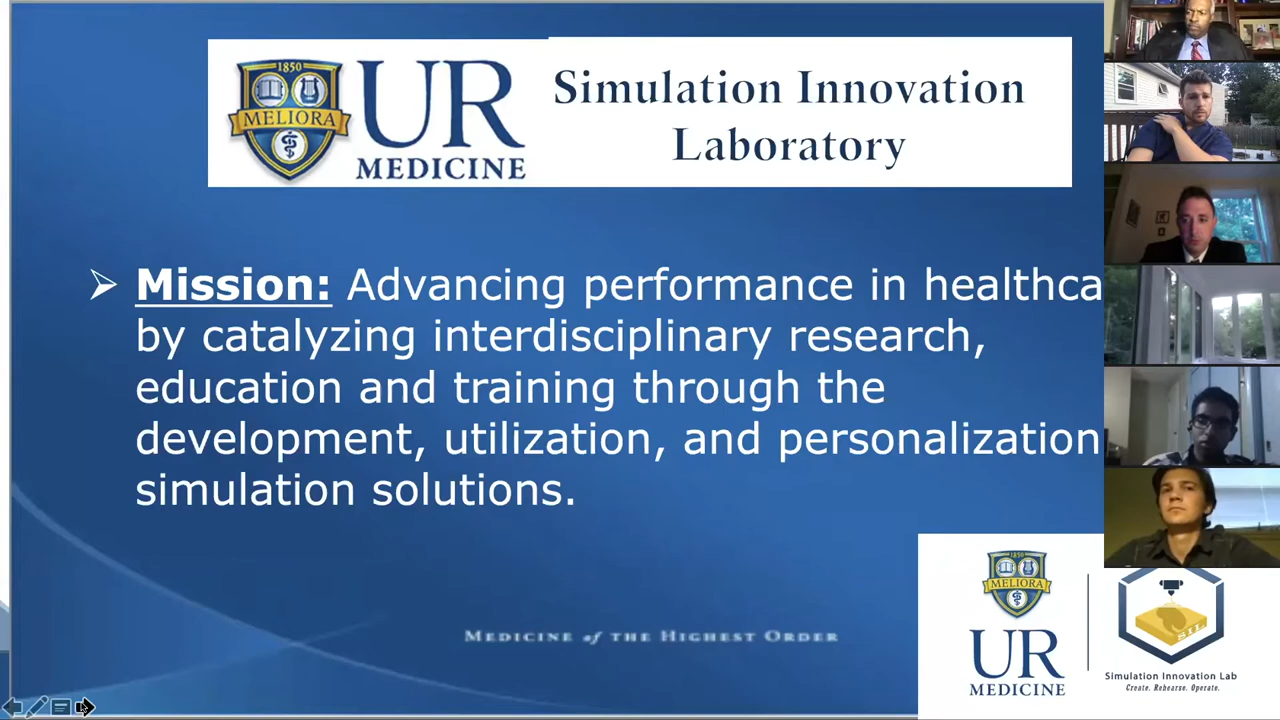 1850
MELIORA
UR
MEDICINE
Simulation Innovation
Laboratory
➢ Mission: Advancing performance in healthca
by catalyzing interdisciplinary research,
education and training through the
development, utilization, and personalization
simulation solutions.
MEDICINE of THE HIGHEST ORDER
1850
MELIORA
UR
MEDICINE
SIL
Simulation Innovation Lab
Create. Rehearse. Operate.